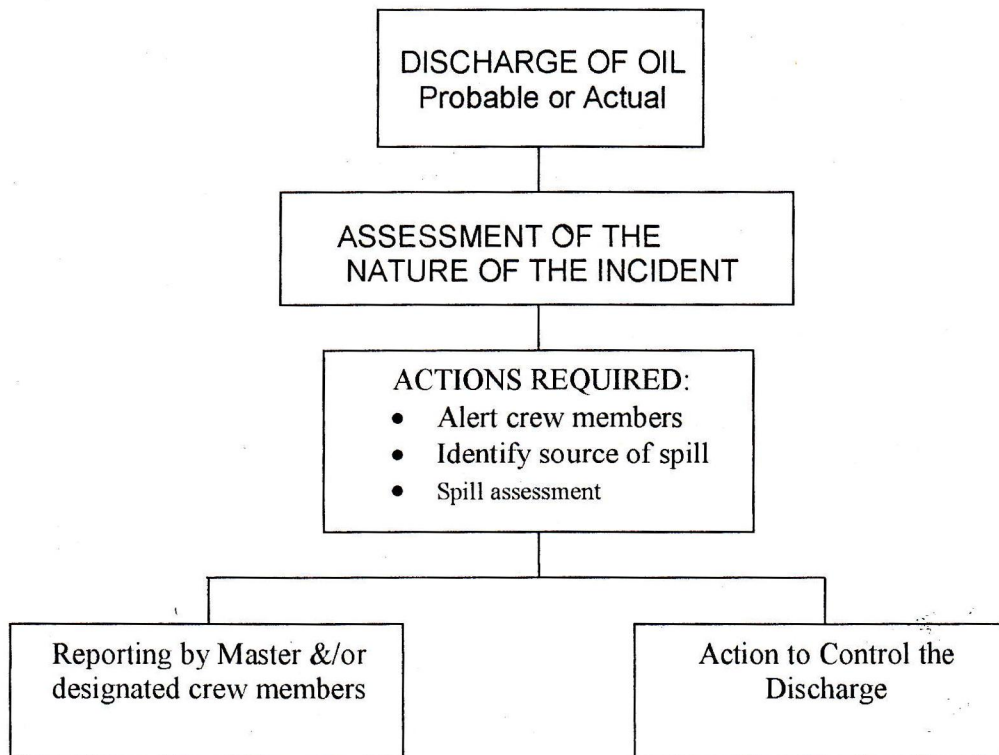 DISCHARGE OF OIL
Probable or Actual
ASSESSMENT OF THE
NATURE OF THE INCIDENT
ACTIONS REQUIRED:
• Alert crew members
• Identify source of spill
• Spill assessment
Reporting by Master &/or
designated crew members
Action to Control the
Discharge